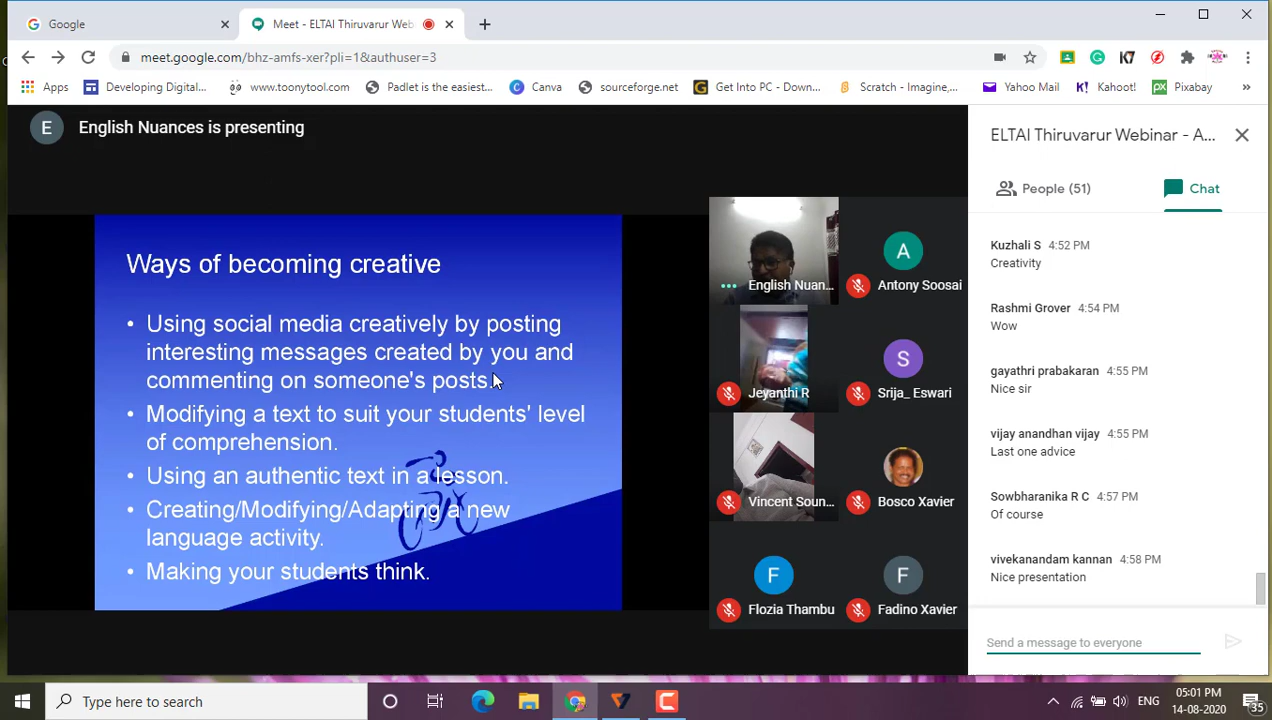 Google
Meet - ELTAI Thiruvarur Web
meet.google.com/bhz-amfs-xer?pli=1&authuser=3
Apps
Developing Digital...
www.tonytool.com
Padlet is the easiest...
Canva
sourceforge.net
Get Into PC - Down...
Scratch - Imagine,...
Yahoo Mail
Kahoot!
Pixabay
E
English Nuances is presenting
Ways of becoming creative
• Using social media creatively by posting
interesting messages created by you and
commenting on someone's posts.
• Modifying a text to suit your students' level
of comprehension.
• Using an authentic text in a lesson.
• Creating/Modifying/Adapting a new
language activity.
• Making your students think.
English Nuan...
A
Antony Soosai
Jeyanthi R
S
Srija_ Eswari
Vincent Soun...
Bosco Xavier
F
Flozia Thambu
F
Fadino Xavier
ELTAI Thiruvarur Webinar - A...
People (51)
Chat
Kuzhali S 4:52 PM
Creativity
Rashmi Grover 4:54 PM
Wow
gayathri prabakaran 4:55 PM
Nice sir
vijay anandhan vijay 4:55 PM
Last one advice
Sowbharanika R C 4:57 PM
Of course
vivekanandam kannan 4:58 PM
Nice presentation
Send a message to everyone
Type here to search
ENG
05:01 PM
14-08-2020
35